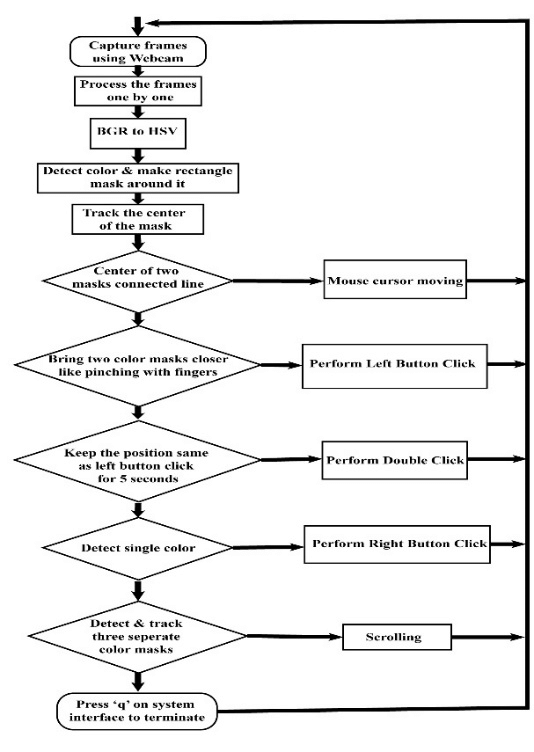 Capture frames
using Webcam
Process the frames
one by one
BGR to HSV
Detect color & make rectangle
mask around it
Track the center
of the mask
Center of two
masks connected line
Mouse cursor moving
Bring two color masks closer
like pinching with fingers
Perform Left Button Click
Keep the position same
as left button click
for 5 seconds
Perform Double Click
Detect single color
Perform Right Button Click
Detect & track
three seperate
color masks
Scrolling
Press ‘q’ on system
interface to terminate